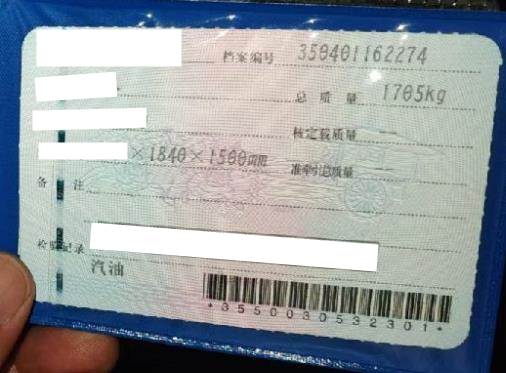 档案编号 350401162274
总质量 1705kg
核定载质量 —
×1840×1500mm 准牵引总质量 —
备注
检验记录
汽油
*3550030532301*